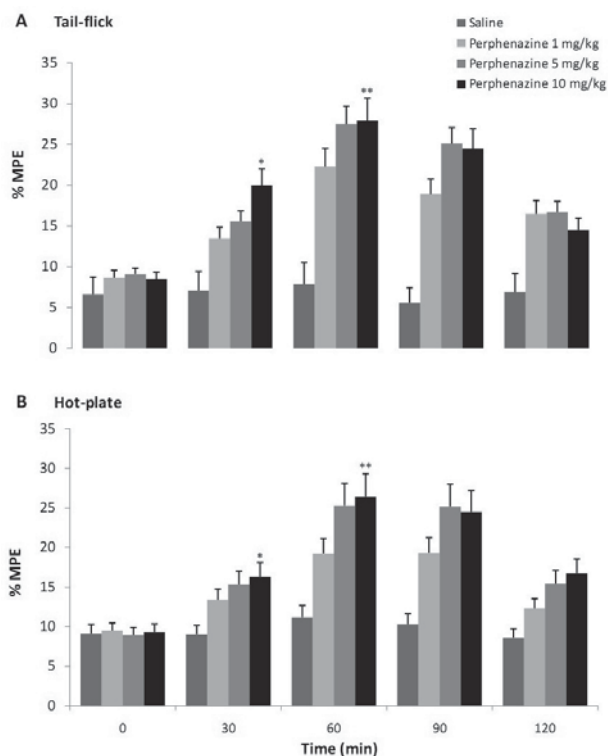 A Tail-flick
Saline
Perphenazine 1 mg/kg
Perphenazine 5 mg/kg
Perphenazine 10 mg/kg
35
30
25
20
15
10
5
0
% MPE
*
**
B Hot-plate
35
30
25
20
15
10
5
0
% MPE
*
**
0 30 60 90 120
Time (min)